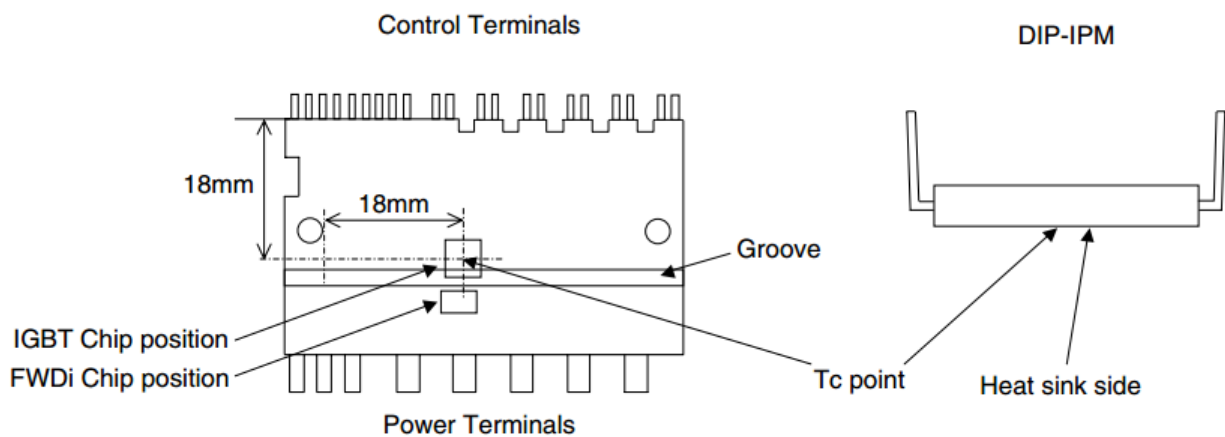 Control Terminals
DIP-IPM
18mm
18mm
Groove
IGBT Chip position
FWDi Chip position
Tc point
Heat sink side
Power Terminals